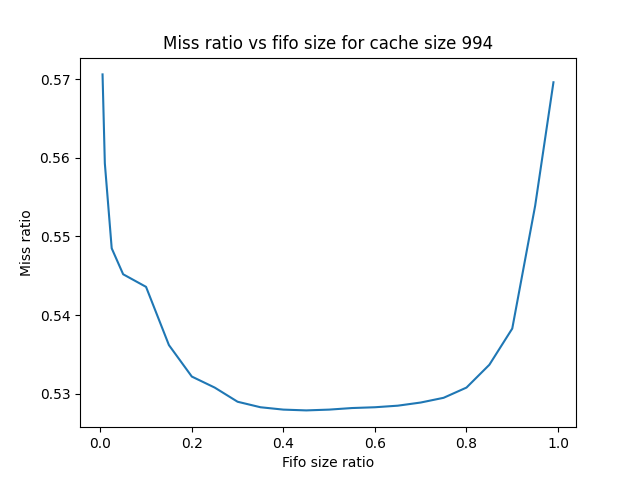 Miss ratio vs fifo size for cache size 994
0.57
0.56
0.55
0.54
0.53
Miss ratio
0.0 0.2 0.4 0.6 0.8 1.0
Fifo size ratio